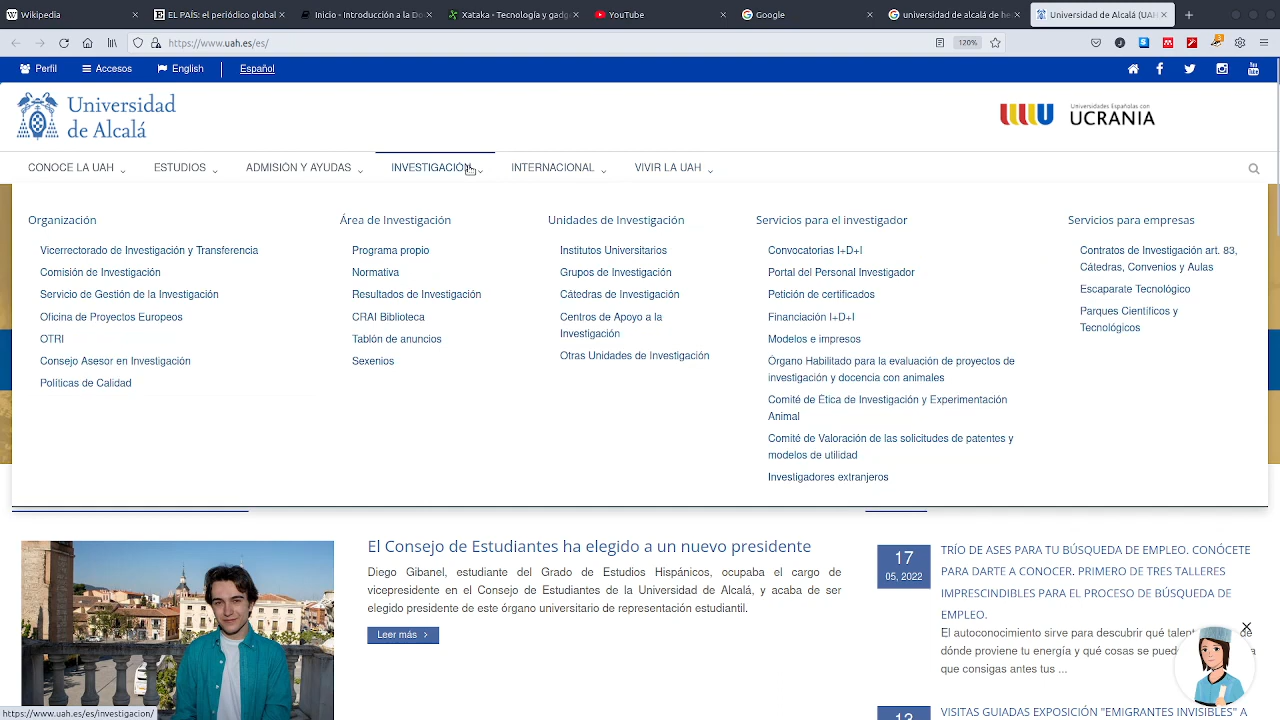 Wikipedia
EL PAÍS: el periódico global
Inicio - Introducción a la Do
Xataka - Tecnología y gadg
YouTube
Google
universidad de alcalá de he
Universidad de Alcalá (UAH
https://www.uah.es/es/
120%
Perfil
Accesos
English
Español
Universidad
de Alcalá
Universidades Españolas con
UCRANIA
CONOCE LA UAH
ESTUDIOS
ADMISIÓN Y AYUDAS
INVESTIGACIÓN
INTERNACIONAL
VIVIR LA UAH
Organización
Vicerrectorado de Investigación y Transferencia
Comisión de Investigación
Servicio de Gestión de la Investigación
Oficina de Proyectos Europeos
OTRI
Consejo Asesor en Investigación
Políticas de Calidad
Área de Investigación
Programa propio
Normativa
Resultados de Investigación
CRAI Biblioteca
Tablón de anuncios
Sexenios
Unidades de Investigación
Institutos Universitarios
Grupos de Investigación
Cátedras de Investigación
Centros de Apoyo a la
Investigación
Otras Unidades de Investigación
Servicios para el investigador
Convocatorias I+D+I
Portal del Personal Investigador
Petición de certificados
Financiación I+D+I
Modelos e impresos
Órgano Habilitado para la evaluación de proyectos de
investigación y docencia con animales
Comité de Ética de Investigación y Experimentación
Animal
Comité de Valoración de las solicitudes de patentes y
modelos de utilidad
Investigadores extranjeros
Servicios para empresas
Contratos de Investigación art. 83,
Cátedras, Convenios y Aulas
Escaparate Tecnológico
Parques Científicos y
Tecnológicos
El Consejo de Estudiantes ha elegido a un nuevo presidente
Diego Gibanel, estudiante del Grado de Estudios Hispánicos, ocupaba el cargo de
vicepresidente en el Consejo de Estudiantes de la Universidad de Alcalá, y acaba de ser
elegido presidente de este órgano universitario de representación estudiantil.
Leer más
17
05, 2022
TRÍO DE ASES PARA TU BÚSQUEDA DE EMPLEO. CONÓCETE
PARA DARTE A CONOCER. PRIMERO DE TRES TALLERES
IMPRESCINDIBLES PARA EL PROCESO DE BÚSQUEDA DE
EMPLEO.
El autoconocimiento sirve para descubrir qué talent de
dónde proviene tu energía y qué cosas se pued a
que consigas antes tus ...
13
VISITAS GUIADAS EXPOSICIÓN "EMIGRANTES INVISIBLES" A
https://www.uah.es/es/investigacion/